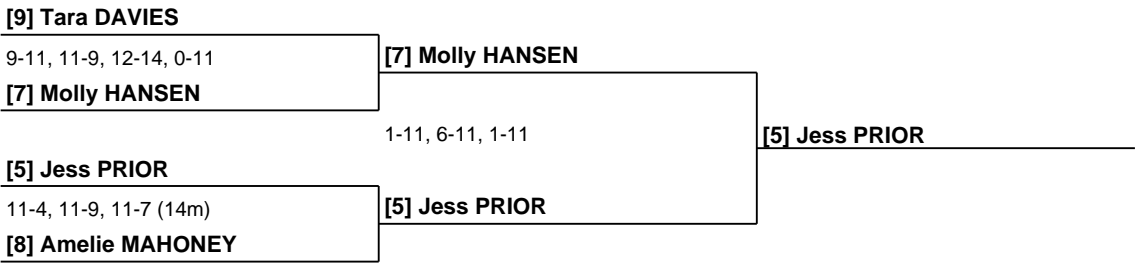 [9] Tara DAVIES
9-11, 11-9, 12-14, 0-11
[7] Molly HANSEN
[7] Molly HANSEN
1-11, 6-11, 1-11
[5] Jess PRIOR
[5] Jess PRIOR
11-4, 11-9, 11-7 (14m)
[5] Jess PRIOR
[8] Amelie MAHONEY